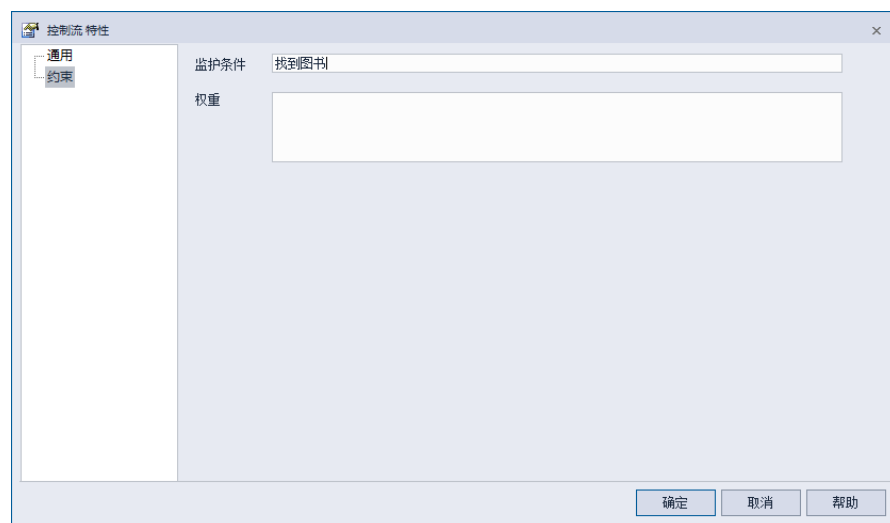 控制流 特性
通用
约束
监护条件 找到图书
权重
确定 取消 帮助